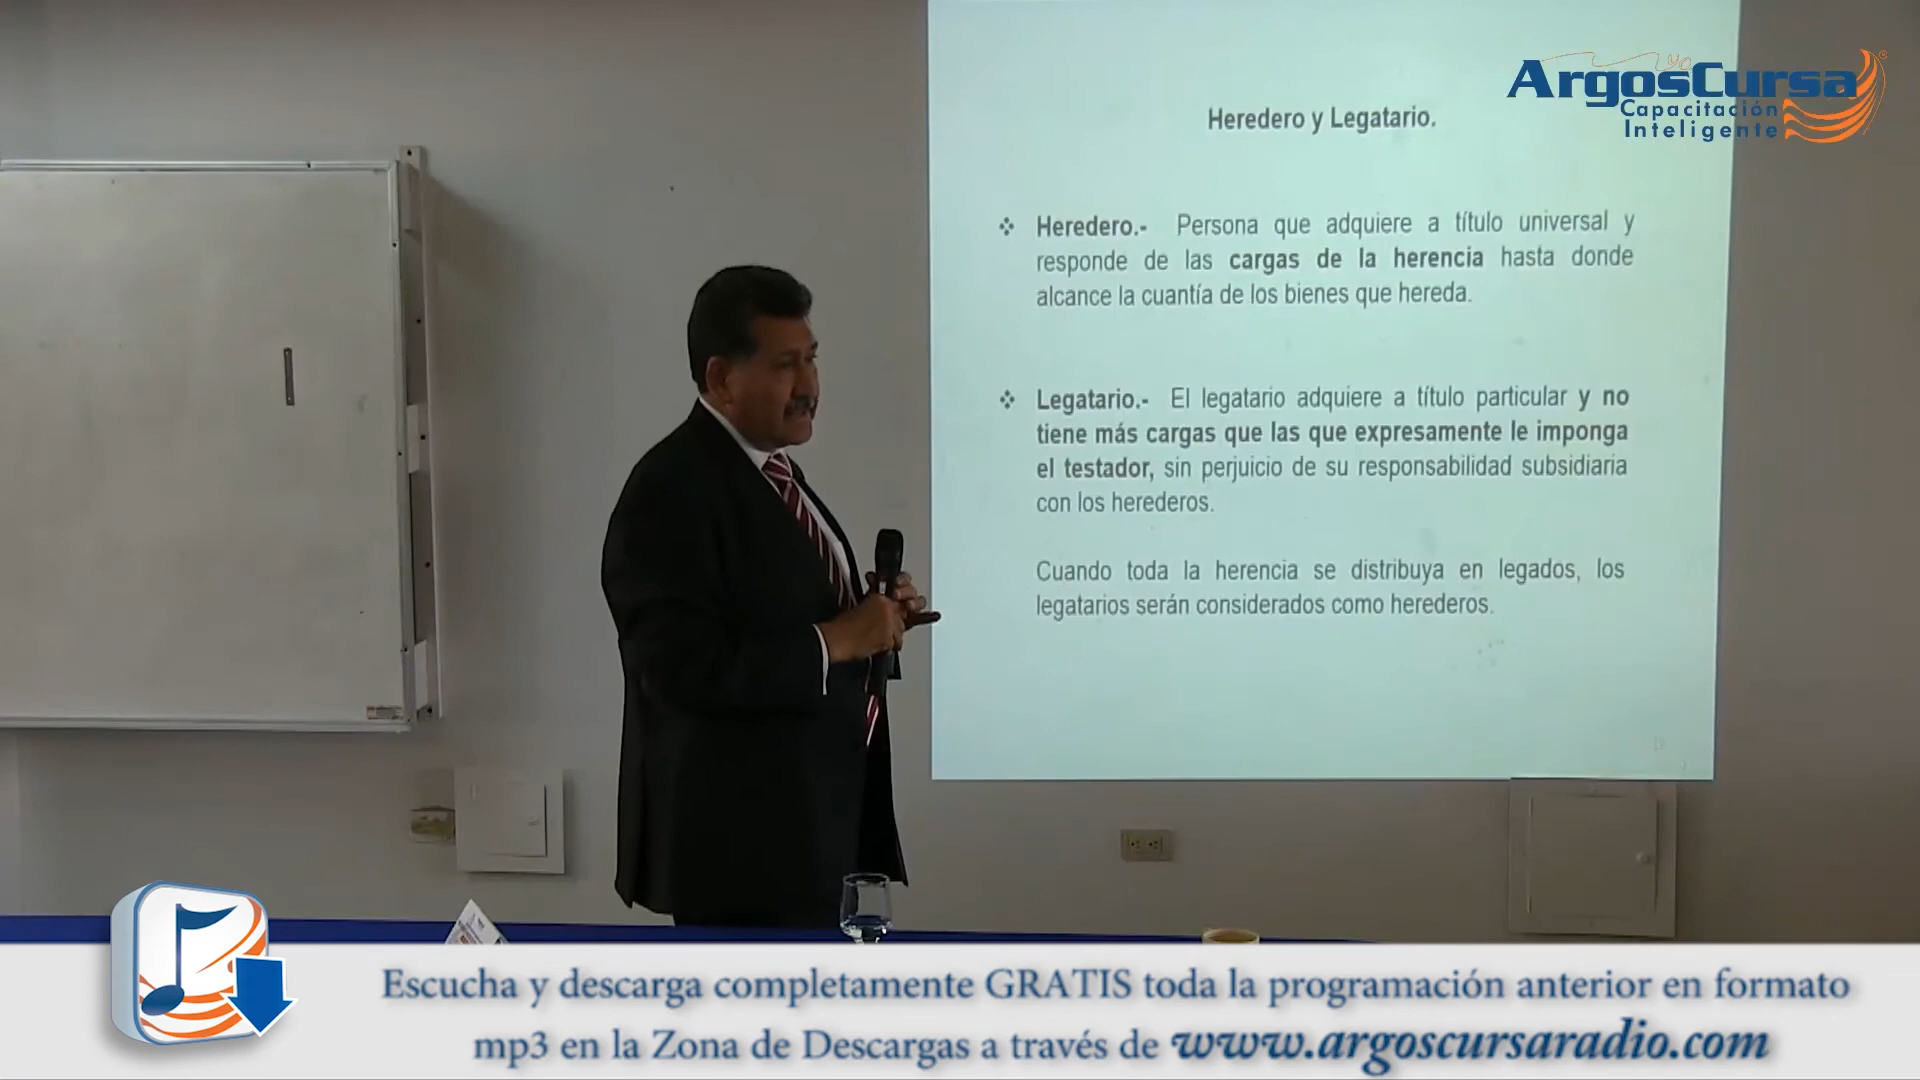 ArgosCursa
Capacitación
Inteligente
Heredero y Legatario.
Heredero.- Persona que adquiere a título universal y
responde de las cargas de la herencia hasta donde
alcance la cuantía de los bienes que hereda.
Legatario.- El legatario adquiere a título particular y no
tiene más cargas que las que expresamente le imponga
el testador, sin perjuicio de su responsabilidad subsidiaria
con los herederos.
Cuando toda la herencia se distribuya en legados, los
legatarios serán considerados como herederos.
Escucha y descarga completamente GRATIS toda la programación anterior en formato
mp3 en la Zona de Descargas a través de www.argoscursaradio.com